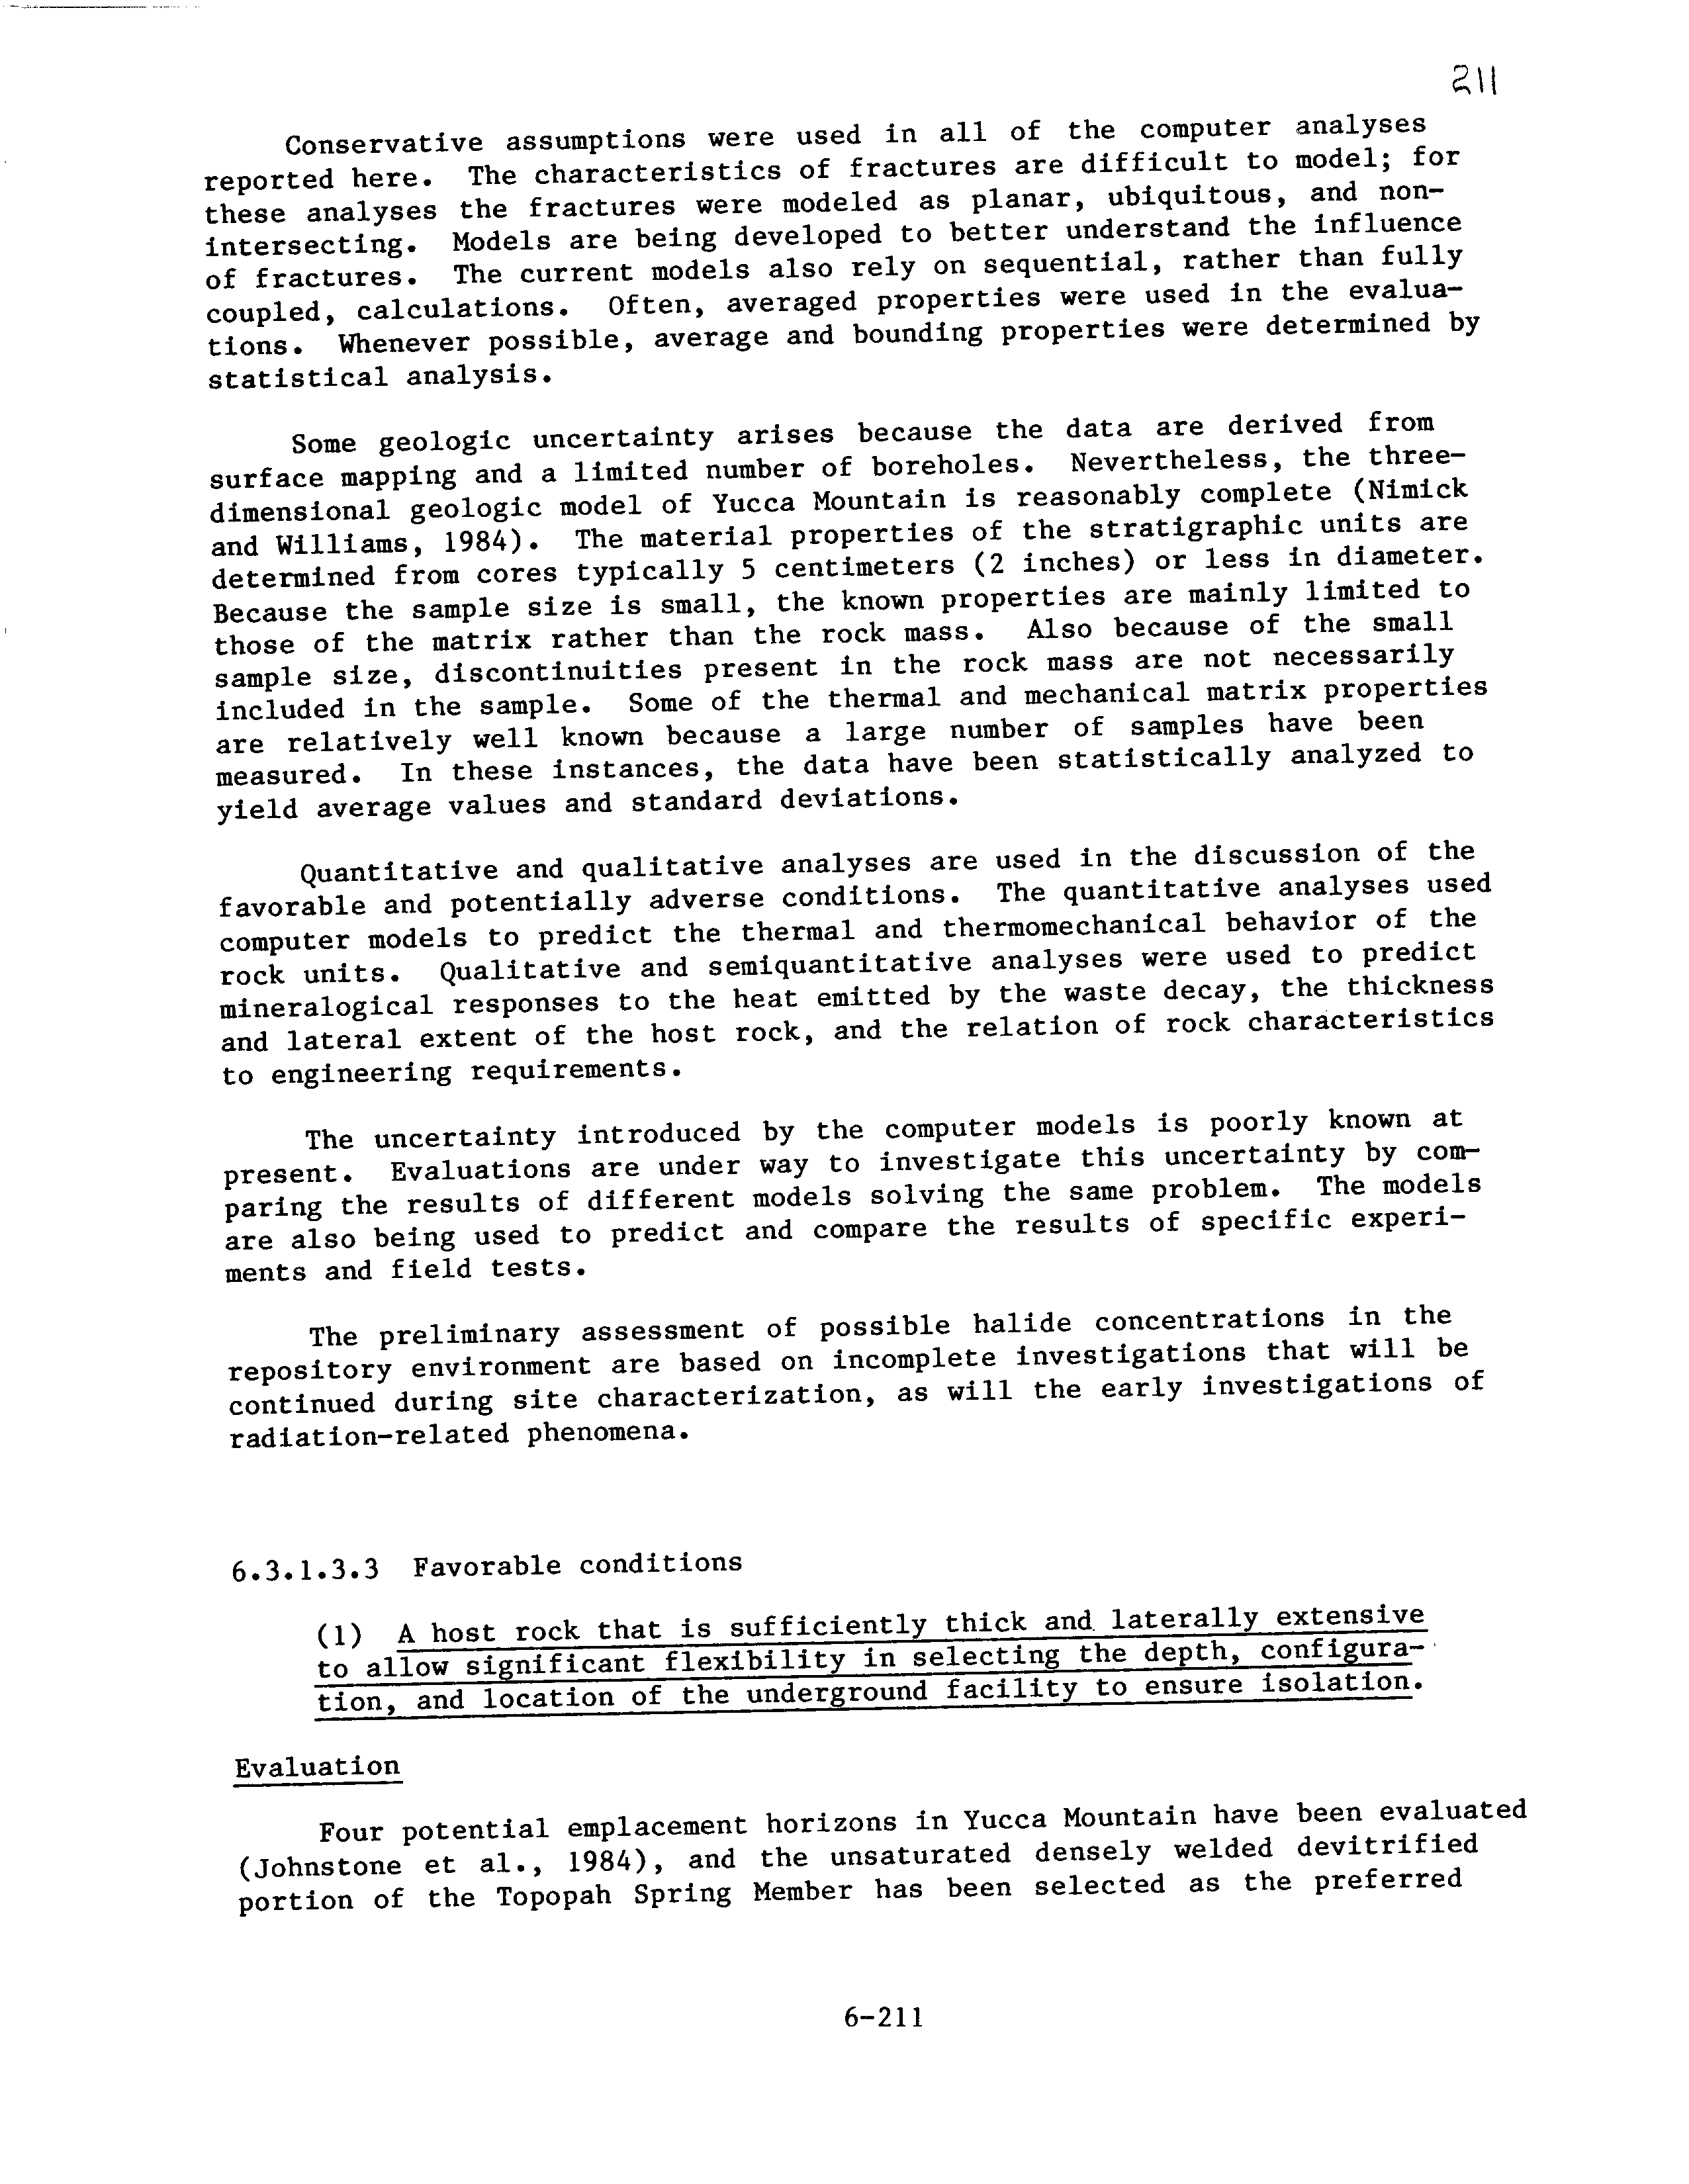 211
Conservative assumptions were used in all of the computer analyses
reported here. The characteristics of fractures are difficult to model; for
these analyses the fractures were modeled as planar, ubiquitous, and non-
intersecting. Models are being developed to better understand the influence
of fractures. The current models also rely on sequential, rather than fully
coupled, calculations. Often, averaged properties were used in the evalua-
tions. Whenever possible, average and bounding properties were determined by
statistical analysis.
Some geologic uncertainty arises because the data are derived from
surface mapping and a limited number of boreholes. Nevertheless, the three-
dimensional geologic model of Yucca Mountain is reasonably complete (Nimick
and Williams, 1984). The material properties of the stratigraphic units are
determined from cores typically 5 centimeters (2 inches) or less in diameter.
Because the sample size is small, the known properties are mainly limited to
those of the matrix rather than the rock mass. Also because of the small
sample size, discontinuities present in the rock mass are not necessarily
included in the sample. Some of the thermal and mechanical matrix properties
are relatively well known because a large number of samples have been
measured. In these instances, the data have been statistically analyzed to
yield average values and standard deviations.
Quantitative and qualitative analyses are used in the discussion of the
favorable and potentially adverse conditions. The quantitative analyses used
computer models to predict the thermal and thermomechanical behavior of the
rock units. Qualitative and semiquantitative analyses were used to predict
mineralogical responses to the heat emitted by the waste decay, the thickness
and lateral extent of the host rock, and the relation of rock characteristics
to engineering requirements.
The uncertainty introduced by the computer models is poorly known at
present. Evaluations are under way to investigate this uncertainty by com-
paring the results of different models solving the same problem. The models
are also being used to predict and compare the results of specific experi-
ments and field tests.
The preliminary assessment of possible halide concentrations in the
repository environment are based on incomplete investigations that will be
continued during site characterization, as will the early investigations of
radiation-related phenomena.
6.3.1.3.3 Favorable conditions
(1) A host rock that is sufficiently thick and laterally extensive
to allow significant flexibility in selecting the depth, configura-
tion, and location of the underground facility to ensure isolation.
Evaluation
Four potential emplacement horizons in Yucca Mountain have been evaluated
(Johnstone et al., 1984), and the unsaturated densely welded devitrified
portion of the Topopah Spring Member has been selected as the preferred
6-211